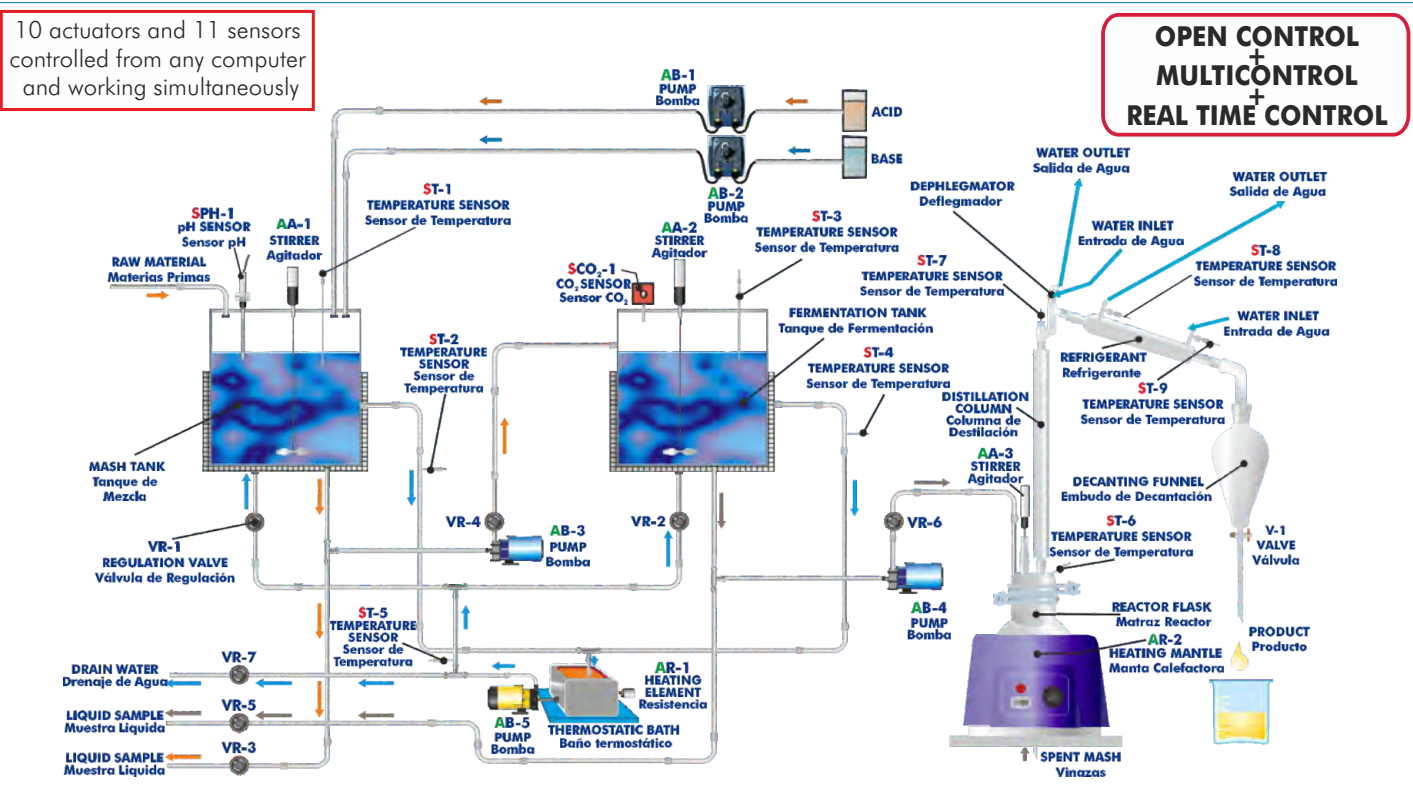 10 actuators and 11 sensors
controlled from any computer
and working simultaneously
OPEN CONTROL
+
MULTICONTROL
+
REAL TIME CONTROL
AB-1
PUMP
Bomba
ACID
BASE
AB-2
PUMP
Bomba
SPH-1
pH SENSOR
Sensor pH
AA-1
STIRRER
Agitador
ST-1
TEMPERATURE SENSOR
Sensor de Temperatura
RAW MATERIAL
Materias Primas
AA-2
STIRRER
Agitador
ST-3
TEMPERATURE SENSOR
Sensor de Temperatura
SCO₂-1
CO₂ SENSOR
Sensor CO₂
FERMENTATION TANK
Tanque de Fermentación
ST-2
TEMPERATURE
SENSOR
Sensor de
Temperatura
ST-4
TEMPERATURE SENSOR
Sensor de Temperatura
WATER OUTLET
Salida de Agua
WATER OUTLET
Salida de Agua
DEPHLEGMATOR
Deflegmador
WATER INLET
Entrada de Agua
ST-7
TEMPERATURE SENSOR
Sensor de Temperatura
ST-8
TEMPERATURE SENSOR
Sensor de Temperatura
WATER INLET
Entrada de Agua
REFRIGERANT
Refrigerante
ST-9
TEMPERATURE SENSOR
Sensor de Temperatura
DISTILLATION
COLUMN
Columna de
Destilación
AA-3
STIRRER
Agitador
DECANTING FUNNEL
Embudo de Decantación
MASH TANK
Tanque de
Mezcla
VR-1
REGULATION VALVE
Válvula de Regulación
VR-4
AB-3
PUMP
Bomba
VR-2
VR-6
ST-6
TEMPERATURE SENSOR
Sensor de Temperatura
V-1
VALVE
Válvula
AB-4
PUMP
Bomba
REACTOR FLASK
Matraz Reactor
AR-2
HEATING MANTLE
Manta Calefactora
PRODUCT
Producto
ST-5
TEMPERATURE
SENSOR
Sensor de
Temperatura
DRAIN WATER
Drenaje de Agua
VR-7
AR-1
HEATING
ELEMENT
Resistencia
LIQUID SAMPLE
Muestra Liquida
VR-5
AB-5
PUMP
Bomba
THERMOSTATIC BATH
Baño termostático
LIQUID SAMPLE
Muestra Liquida
VR-3
SPENT MASH
Vinazas